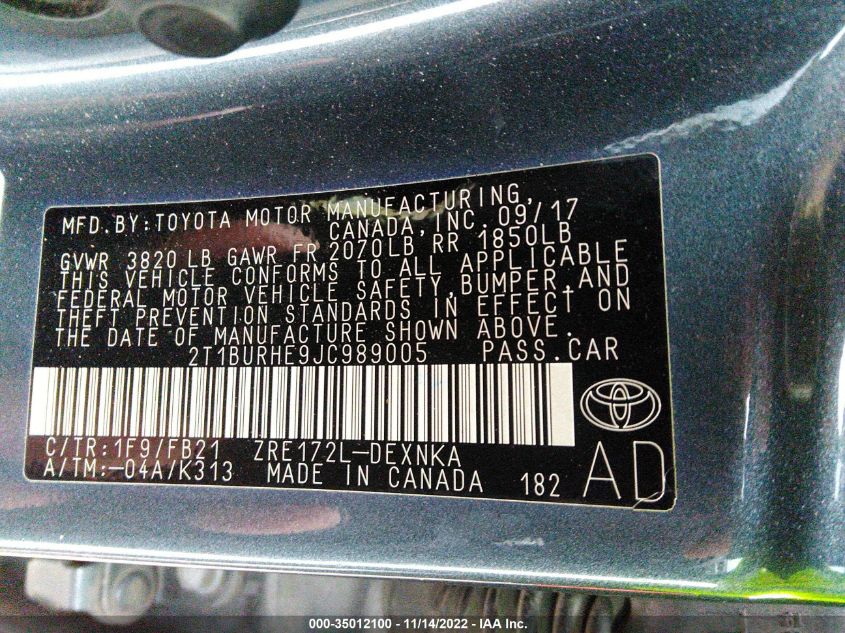 MFD.BY:TOYOTA MOTOR MANUFACTURING,
CANADA,INC. 09/17
GVWR 3820 LB GAWR FR 2070LB RR 1850LB
THIS VEHICLE CONFORMS TO ALL APPLICABLE
FEDERAL MOTOR VEHICLE SAFETY,BUMPER,AND
THEFT PREVENTION STANDARDS IN EFFECT ON
THE DATE OF MANUFACTURE SHOWN ABOVE.
2T1BURHE9JC989005 PASS.CAR
C/TR:1F9/FB21 ZRE172L-DEXNKA
A/TM:-04A/K313 MADE IN CANADA 182
AD
000-35012100 - 11/14/2022 - IAA Inc.